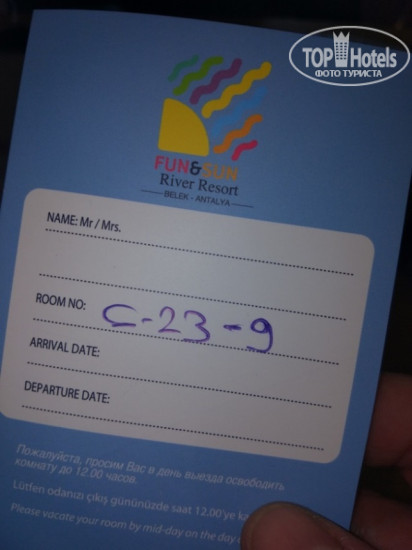 TOP Hotels
ФОТО ТУРИСТА
FUN&SUN
River Resort
BELEK - ANTALYA
NAME: Mr / Mrs.
ROOM NO: C-23-9
ARRIVAL DATE:
DEPARTURE DATE:
Пожалуйста, просим Вас в день выезда освободить
комнату до 12.00 часов.
Lütfen odanızı çıkış gününüzde saat 12.00'ye
Please vacate your room by mid-day on the day